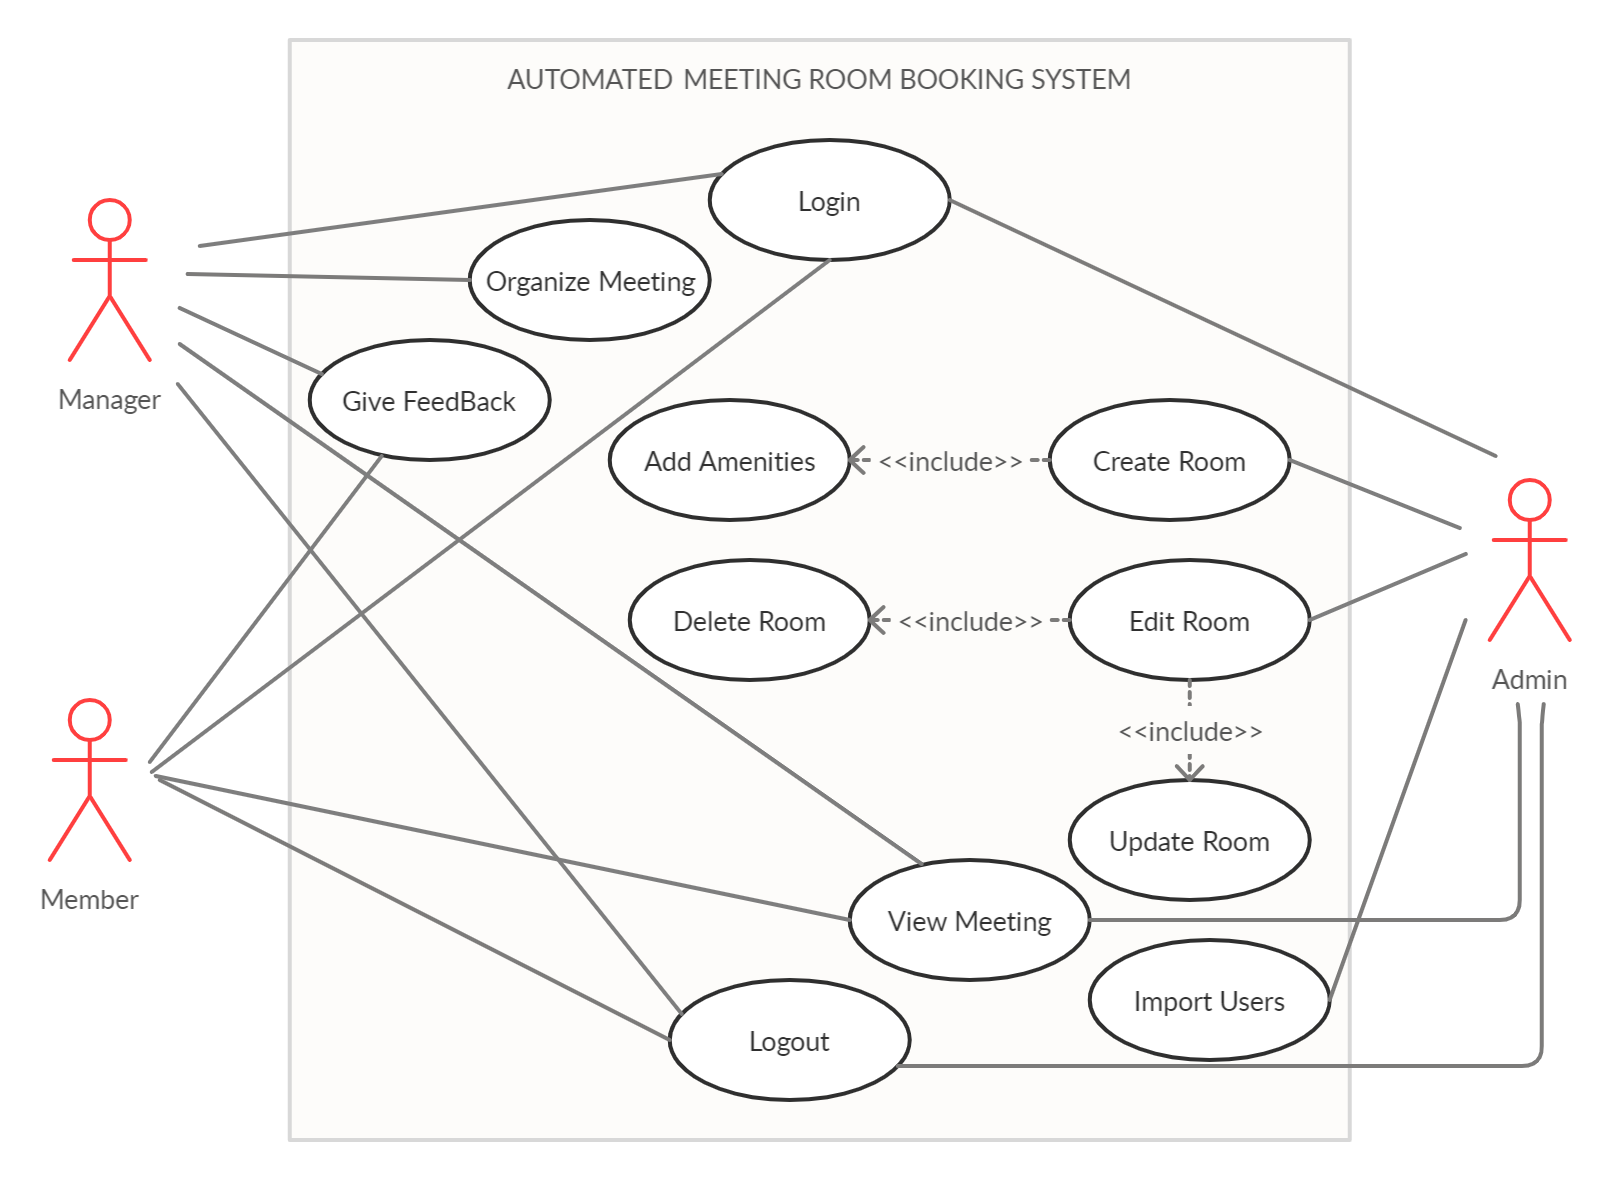 AUTOMATED MEETING ROOM BOOKING SYSTEM
Login
Organize Meeting
Manager
Give FeedBack
Add Amenities
<<include>>
Create Room
Delete Room
<<include>>
Edit Room
Admin
<<include>>
Update Room
Member
View Meeting
Import Users
Logout